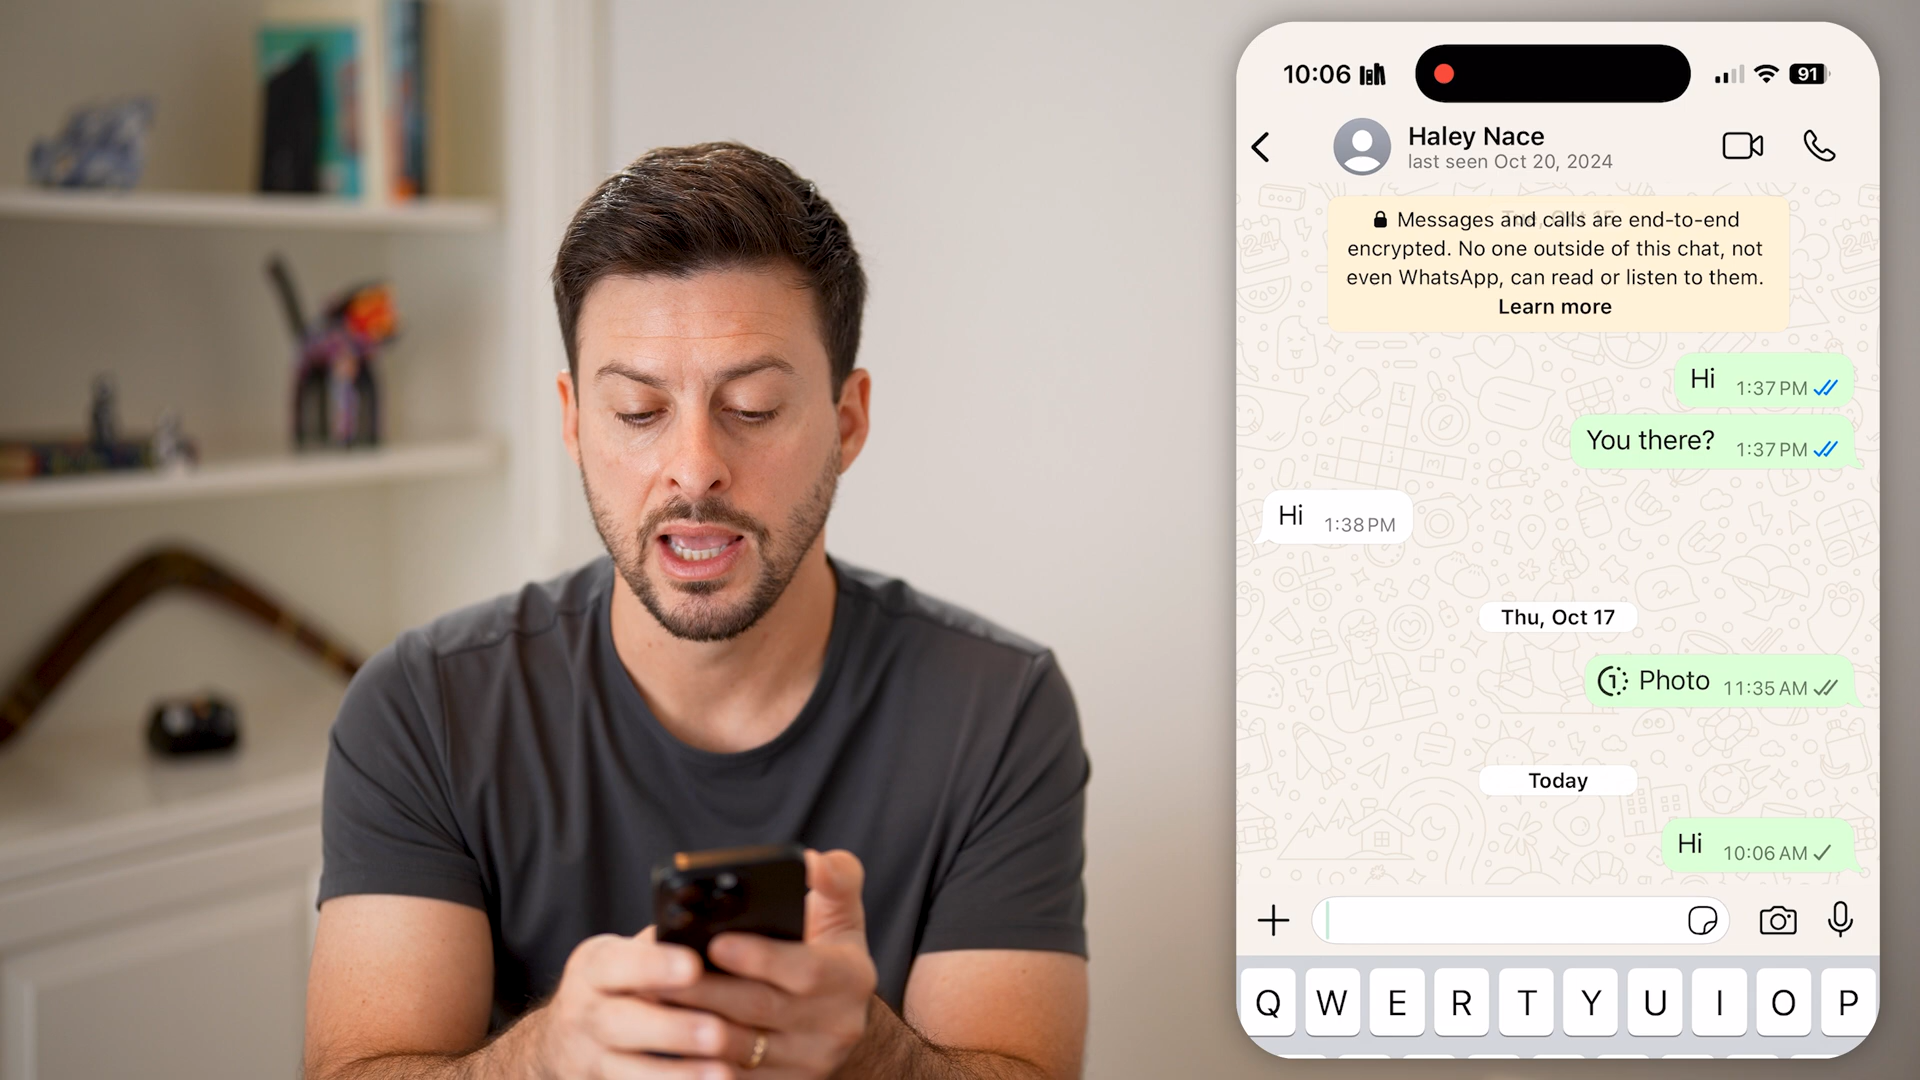 10:06
91
Haley Nace
last seen Oct 20, 2024
Tue, Oct 15
Messages and calls are end-to-end
encrypted. No one outside of this chat, not
even WhatsApp, can read or listen to them.
Learn more
Hi 1:37 PM
You there? 1:37 PM
Hi 1:38 PM
Thu, Oct 17
1 Photo 11:35 AM
Today
Hi 10:06 AM
Q W E R T Y U I O P